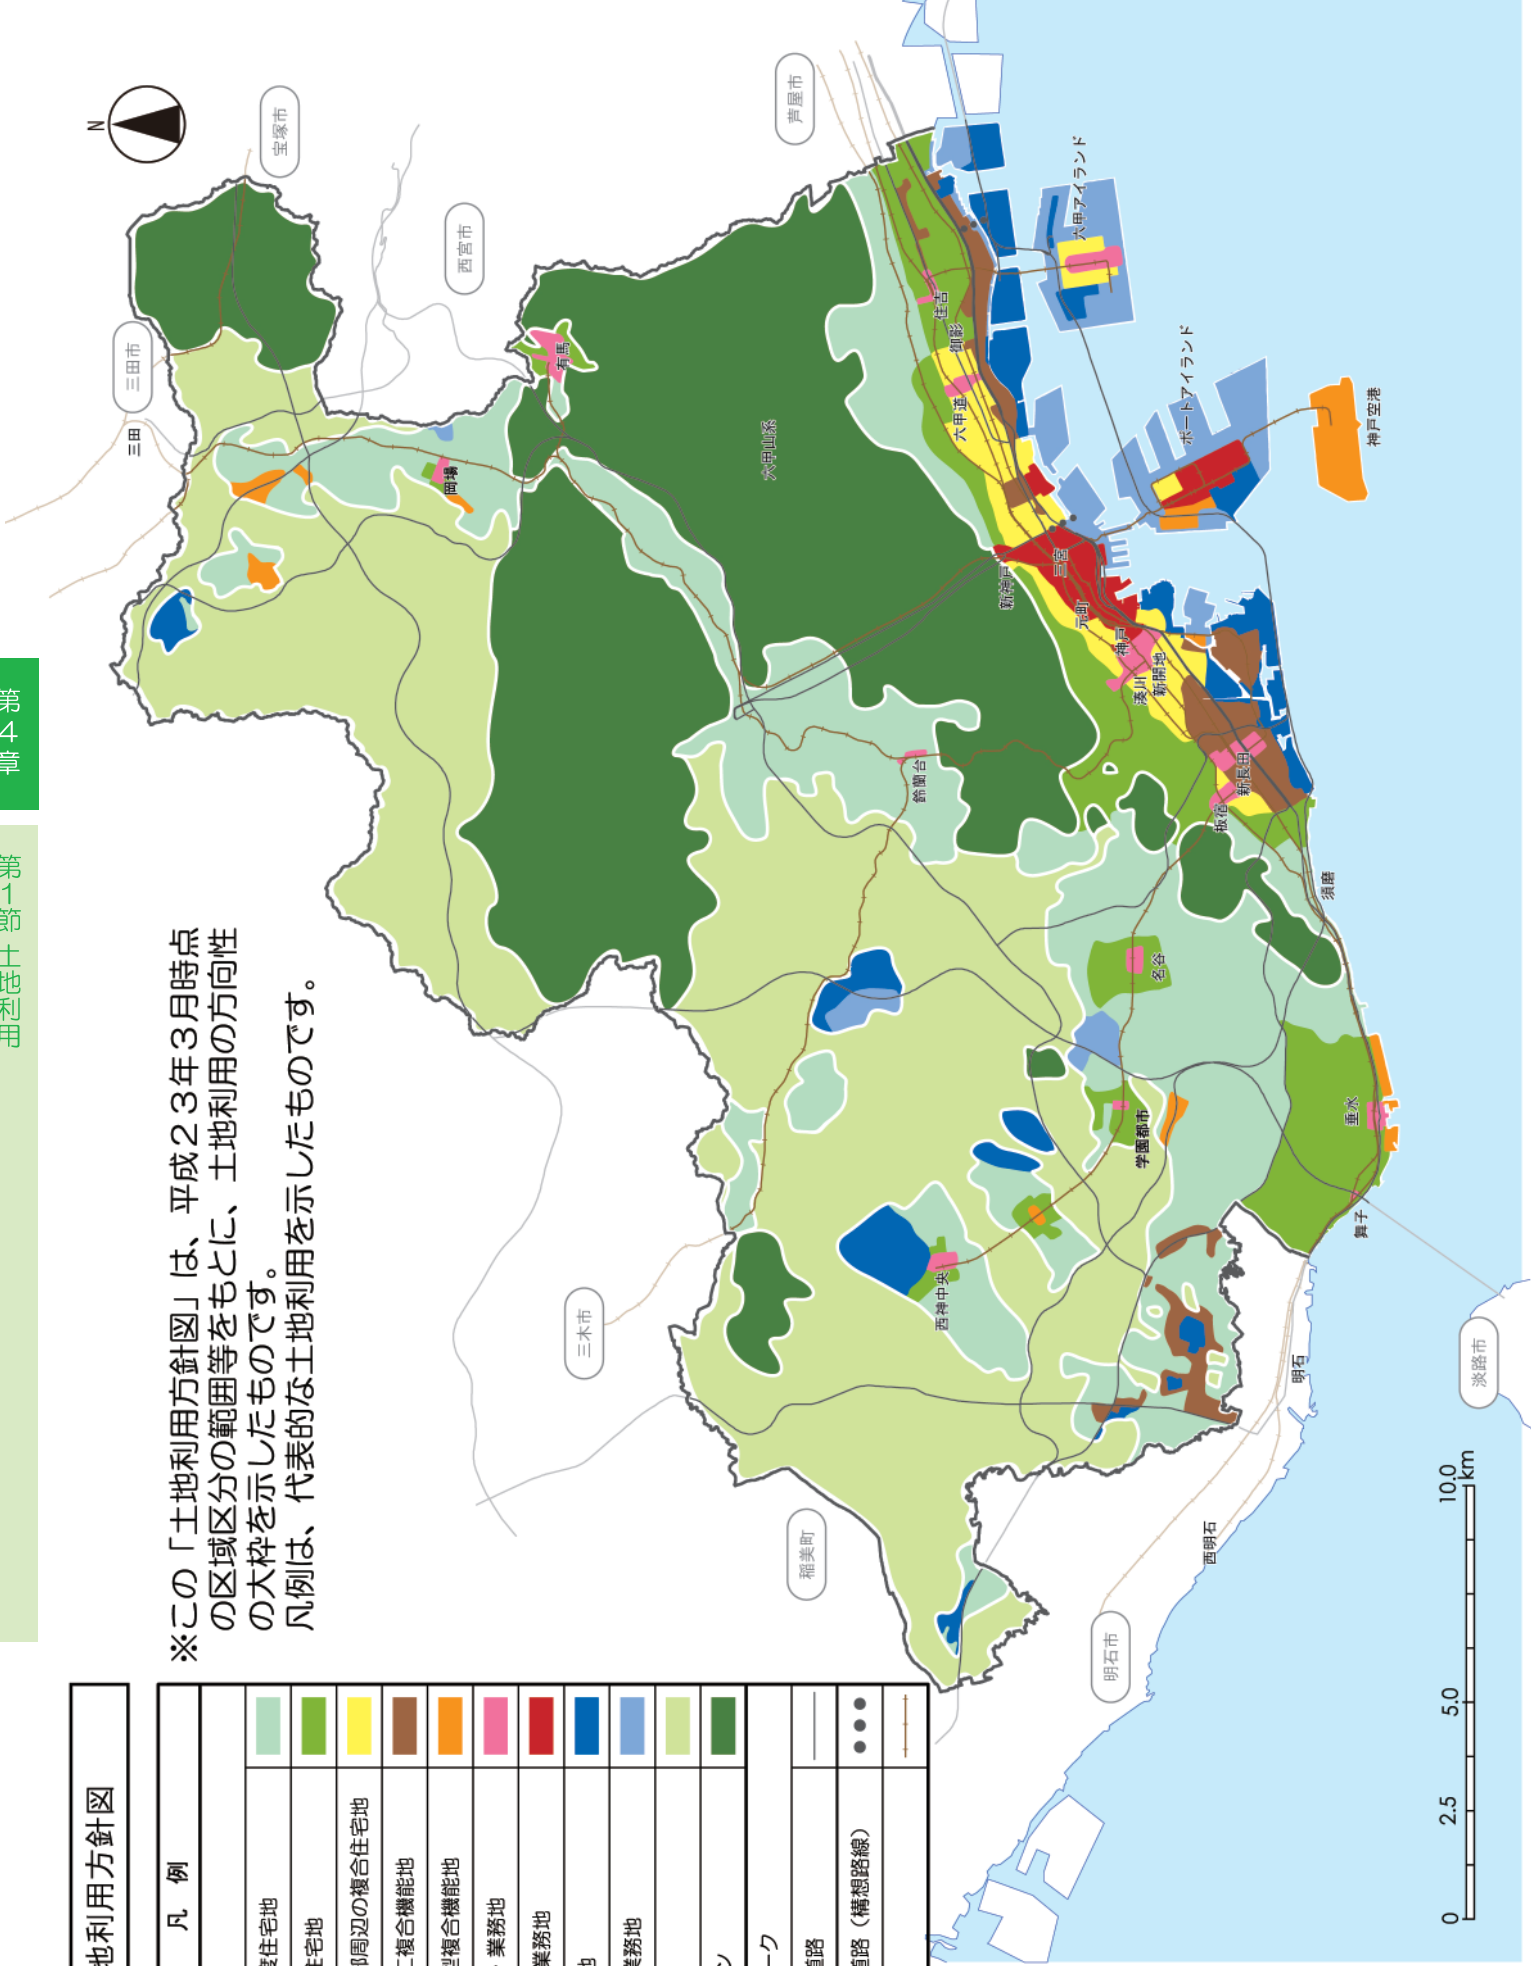 第4章
第1節 土地利用
地利用方針図
※この「土地利用方針図」は、平成23年3月時点
の区域区分の範囲等をもとに、土地利用の方向性
の大枠を示したものです。
凡例は、代表的な土地利用を示したものです。
凡 例
住宅地
住宅地
周辺の複合住宅地
複合機能地
型複合機能地
・業務地
業務地
地
業務地
ーク
道路
道路（構想路線）
N
宝塚市
三田市
三田
西宮市
芦屋市
有馬
岡場
六甲山系
住吉
御影
六甲道
六甲アイランド
ポートアイランド
神戸空港
新神戸
三宮
元町
神戸
湊川
新開地
鈴蘭台
新長田
板宿
須磨
名谷
学園都市
垂水
舞子
西神中央
三木市
稲美町
明石
西明石
明石市
淡路市
0 2.5 5.0 10.0
km